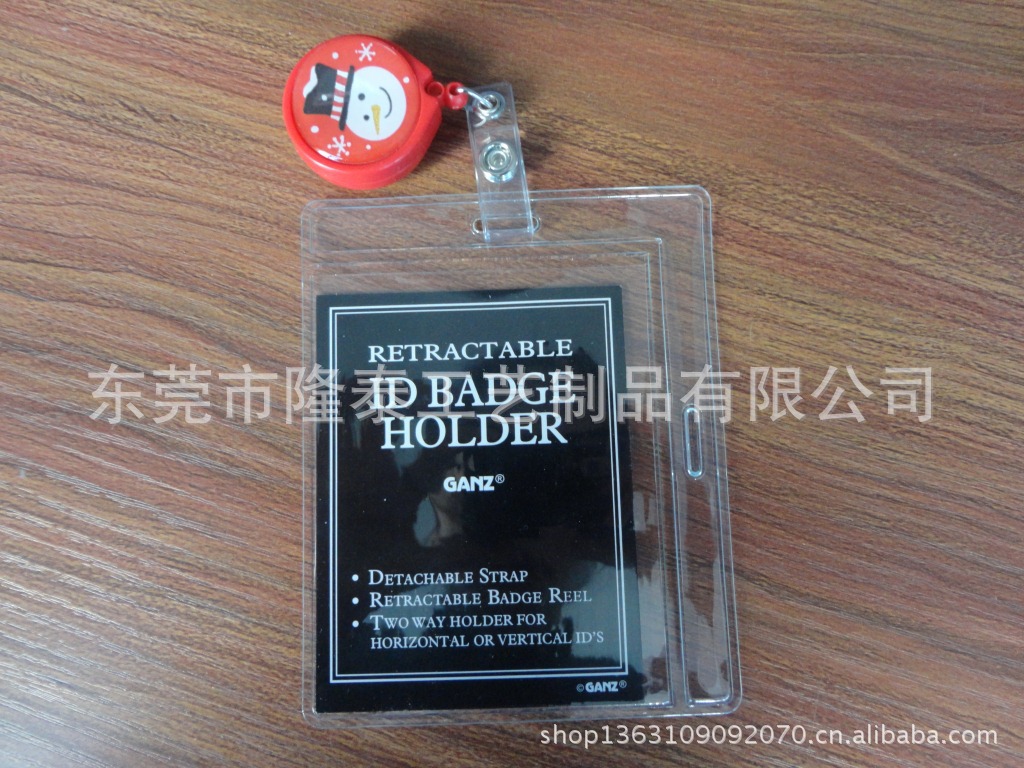 RETRACTABLE
ID BADGE
HOLDER
东莞市隆泰工艺制品有限公司
GANZ®
• DETACHABLE STRAP
• RETRACTABLE BADGE REEL
• TWO WAY HOLDER FOR
HORIZONTAL OR VERTICAL ID'S
©GANZ®
shop1363109092070.cn.alibaba.com